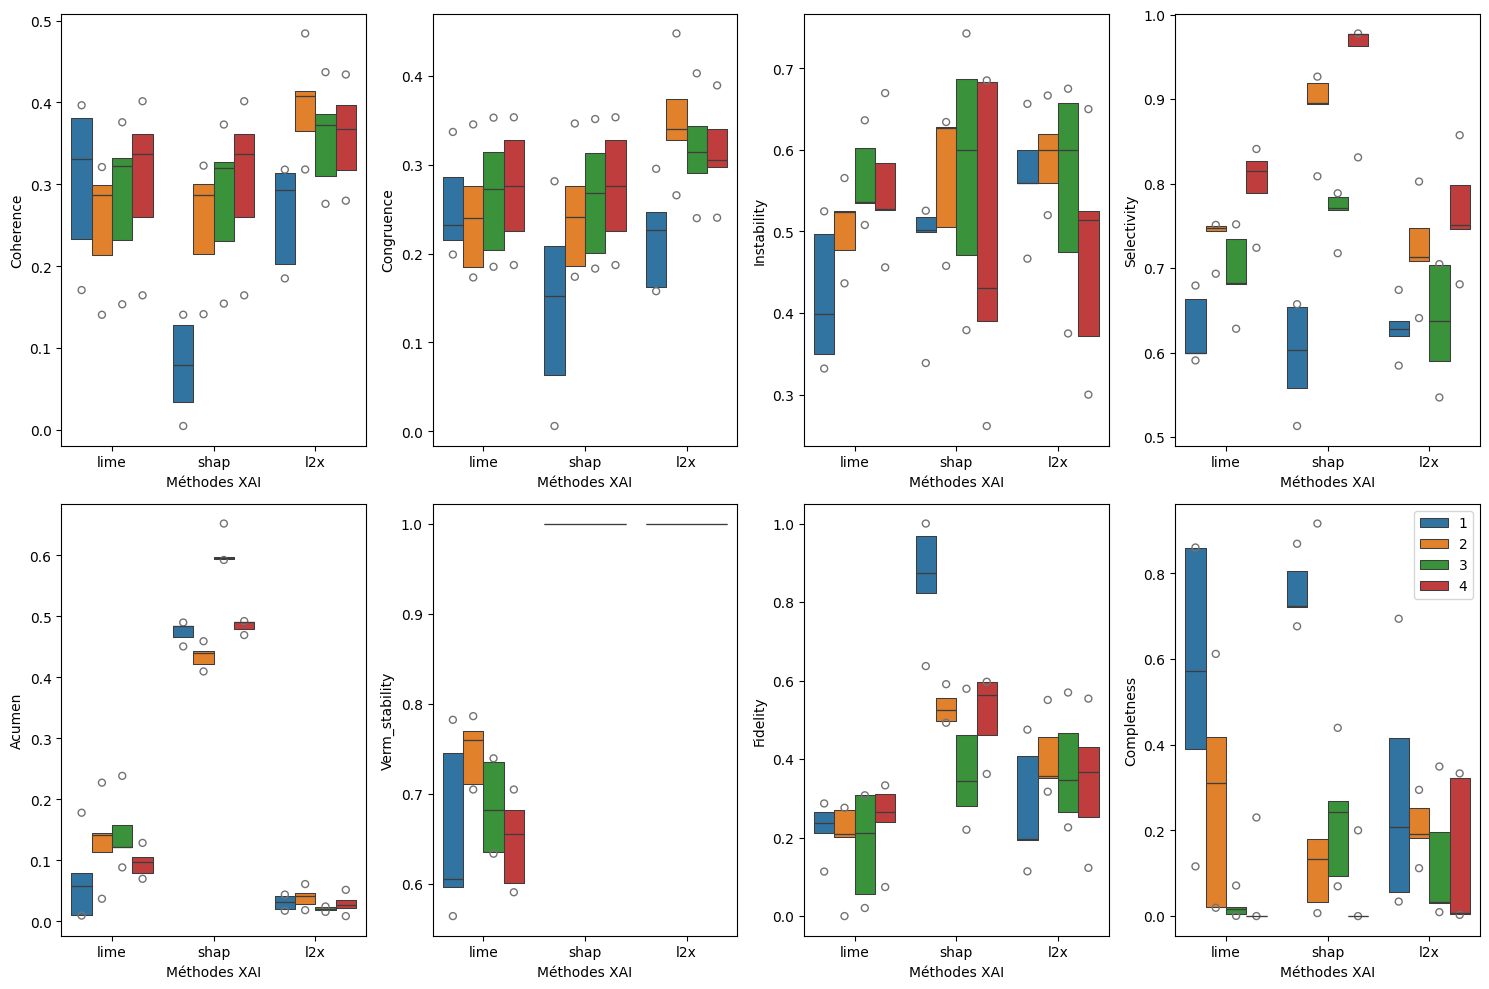 Coherence
0.5
0.4
0.3
0.2
0.1
0.0
lime shap l2x
Méthodes XAI
Congruence
0.4
0.3
0.2
0.1
0.0
lime shap l2x
Méthodes XAI
Instability
0.7
0.6
0.5
0.4
0.3
lime shap l2x
Méthodes XAI
Selectivity
1.0
0.9
0.8
0.7
0.6
0.5
lime shap l2x
Méthodes XAI
Acumen
0.6
0.5
0.4
0.3
0.2
0.1
0.0
lime shap l2x
Méthodes XAI
Verm_stability
1.0
0.9
0.8
0.7
0.6
lime shap l2x
Méthodes XAI
Fidelity
1.0
0.8
0.6
0.4
0.2
0.0
lime shap l2x
Méthodes XAI
Completness
0.8
0.6
0.4
0.2
0.0
1
2
3
4
lime shap l2x
Méthodes XAI